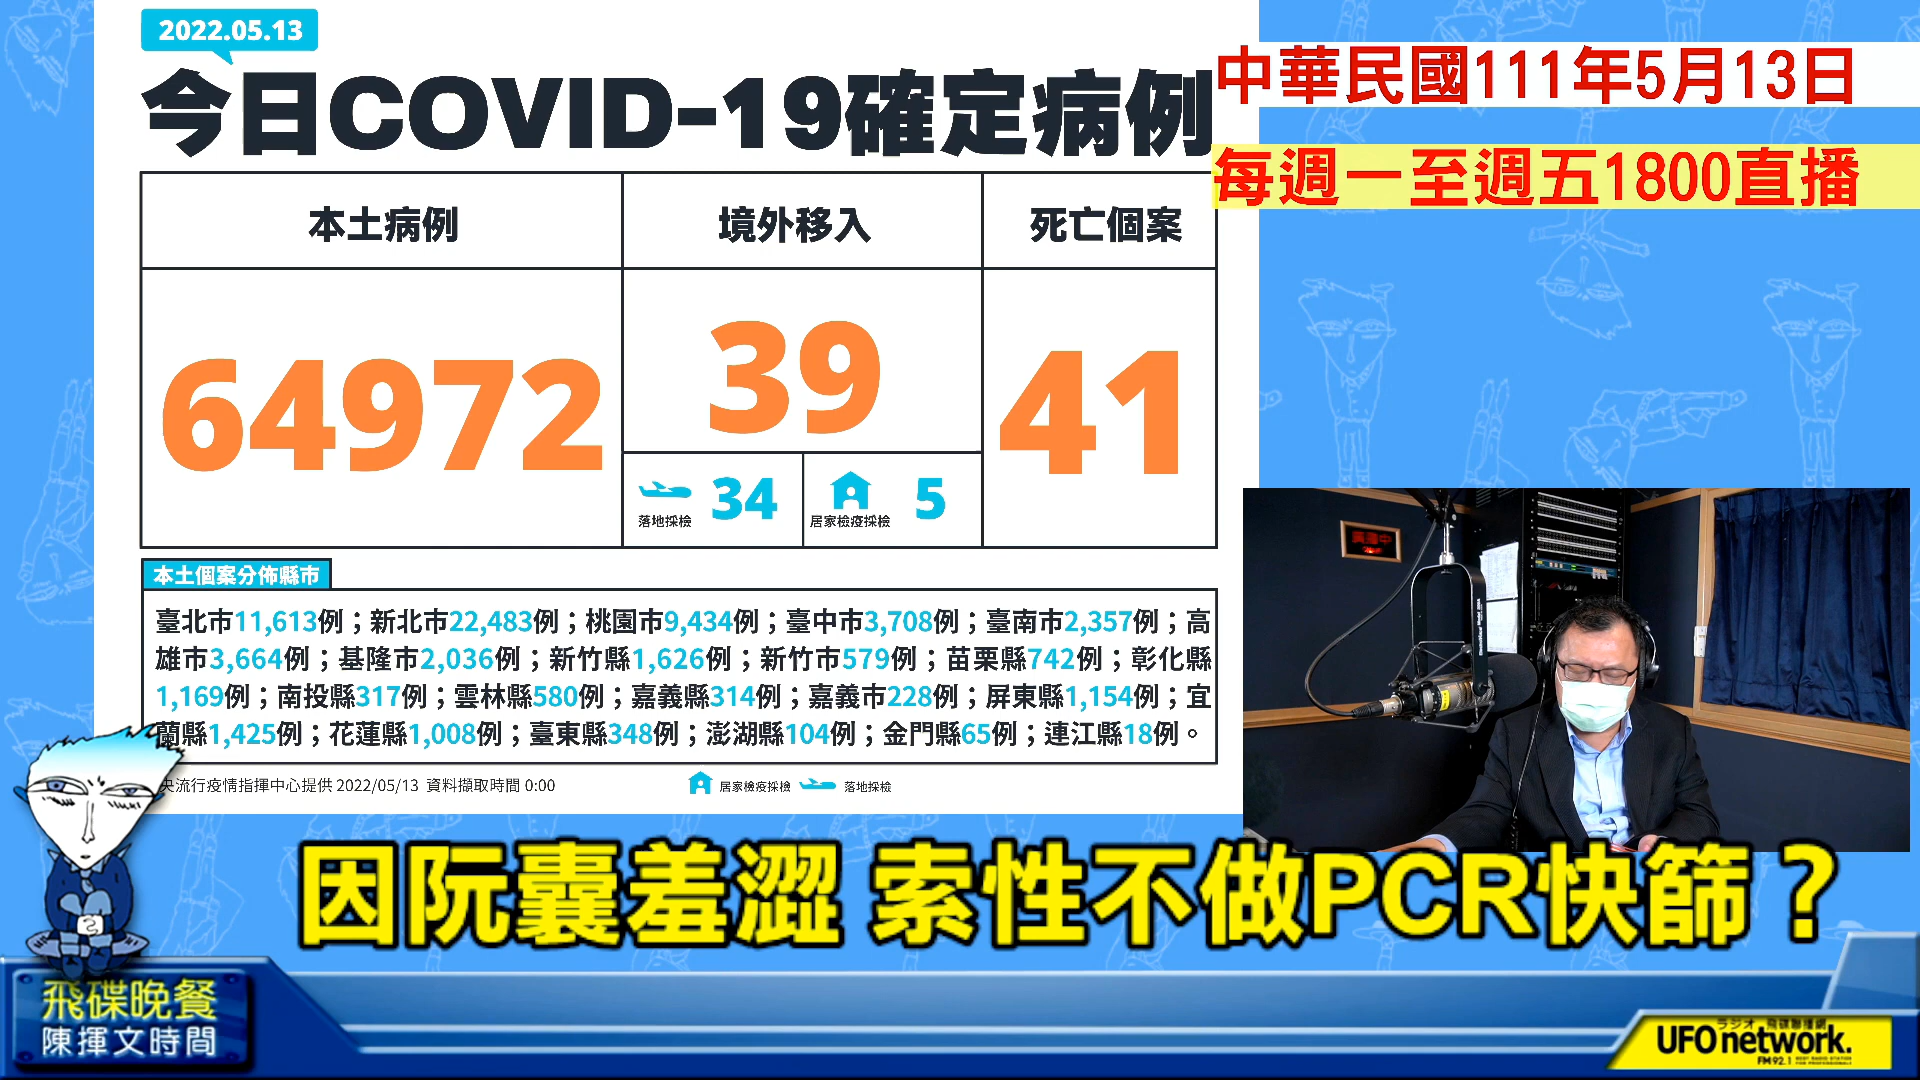 2022.05.13
今日COVID-19確定病例
中華民國111年5月13日
每週一至週五1800直播
本土病例
境外移入
死亡個案
64972
39
41
落地採檢
34
居家檢疫採檢
5
本土個案分佈縣市
臺北市11,613例；新北市22,483例；桃園市9,434例；臺中市3,708例；臺南市2,357例；高
雄市3,664例；基隆市2,036例；新竹縣1,626例；新竹市579例；苗栗縣742例；彰化縣
1,169例；南投縣317例；雲林縣580例；嘉義縣314例；嘉義市228例；屏東縣1,154例；宜
蘭縣1,425例；花蓮縣1,008例；臺東縣348例；澎湖縣104例；金門縣65例；連江縣18例。
央流行疫情指揮中心提供 2022/05/13 資料擷取時間 0:00
居家檢疫採檢
落地採檢
因阮囊羞澀 索性不做PCR快篩？
飛碟晚餐
陳揮文時間
ラジオ 飛碟聯播網
UFO network.
FM92.1